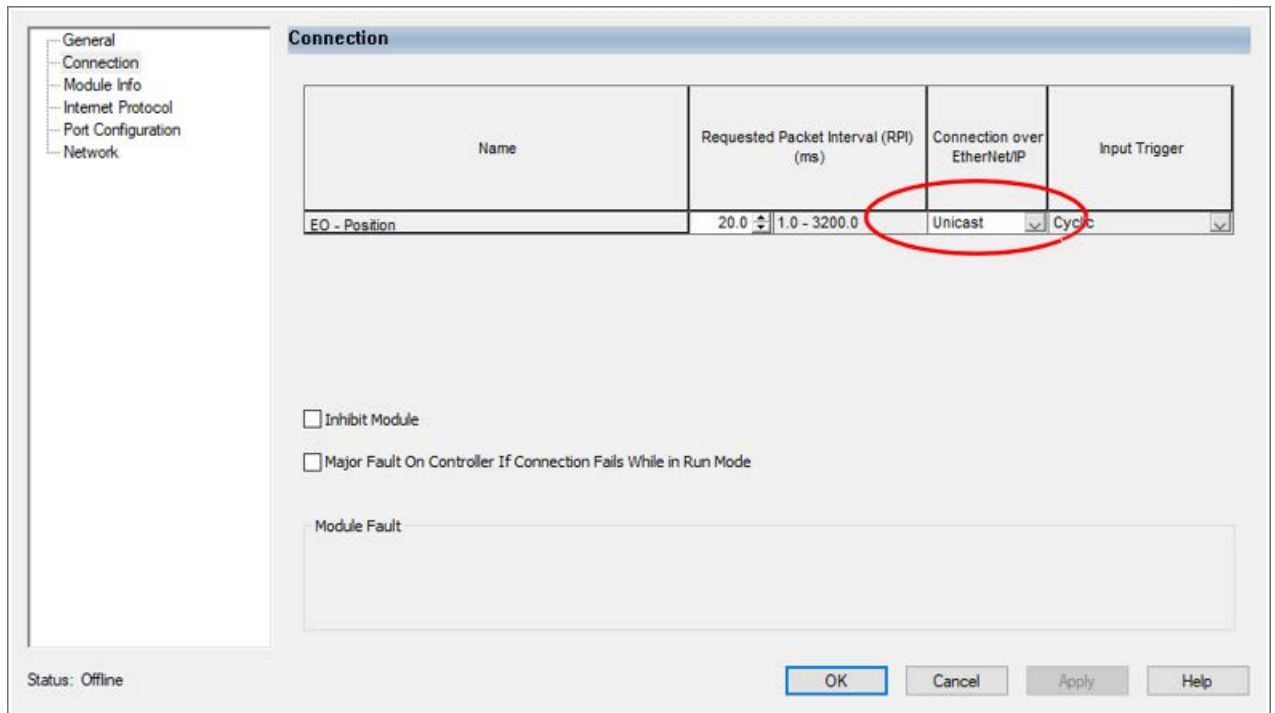 General
Connection
Module Info
Internet Protocol
Port Configuration
Network
Connection
Name
Requested Packet Interval (RPI)
(ms)
Connection over
EtherNet/IP
Input Trigger
EO - Position
20.0
1.0 - 3200.0
Unicast
Cyclic
Inhibit Module
Major Fault On Controller If Connection Fails While in Run Mode
Module Fault
Status: Offline
OK
Cancel
Apply
Help